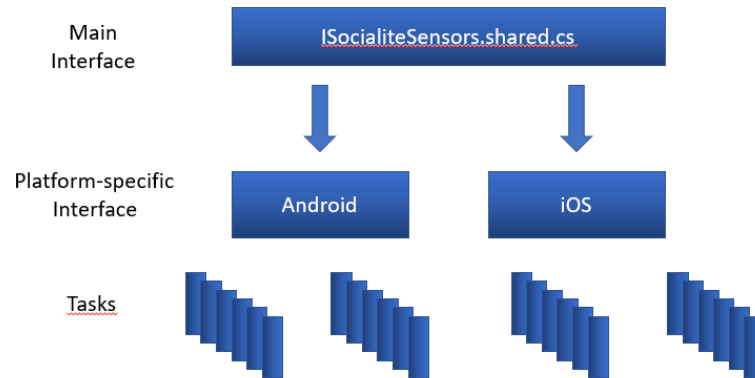 Main
Interface
ISocialiteSensors.shared.cs
Platform-specific
Interface
Android
iOS
Tasks